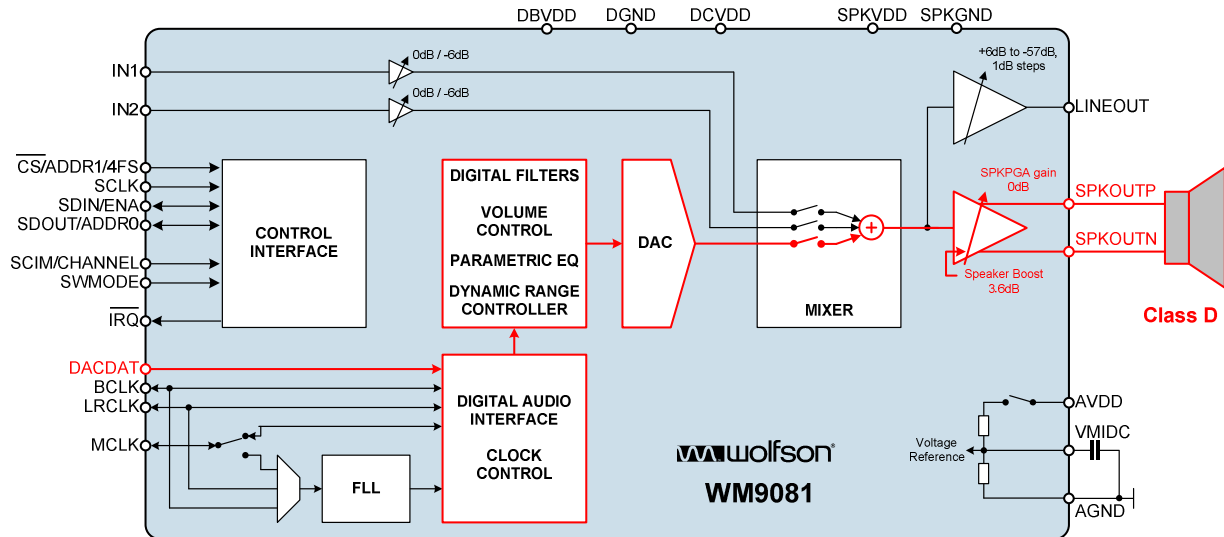 DBVDD DGND DCVDD SPKVDD SPKGND
IN1
0dB / -6dB
IN2
0dB / -6dB
+6dB to -57dB,
1dB steps
LINEOUT
CS/ADDR1/4FS
SCLK
SDIN/ENA
SDOUT/ADDR0
SCIM/CHANNEL
SWMODE
IRQ
CONTROL
INTERFACE
DIGITAL FILTERS
VOLUME
CONTROL
PARAMETRIC EQ
DYNAMIC RANGE
CONTROLLER
DAC
+
MIXER
SPKPGA gain
0dB
Speaker Boost
3.6dB
SPKOUTP
SPKOUTN
Class D
DACDAT
BCLK
LRCLK
MCLK
FLL
DIGITAL AUDIO
INTERFACE
CLOCK
CONTROL
wolfson®
WM9081
Voltage
Reference
AVDD
VMIDC
AGND